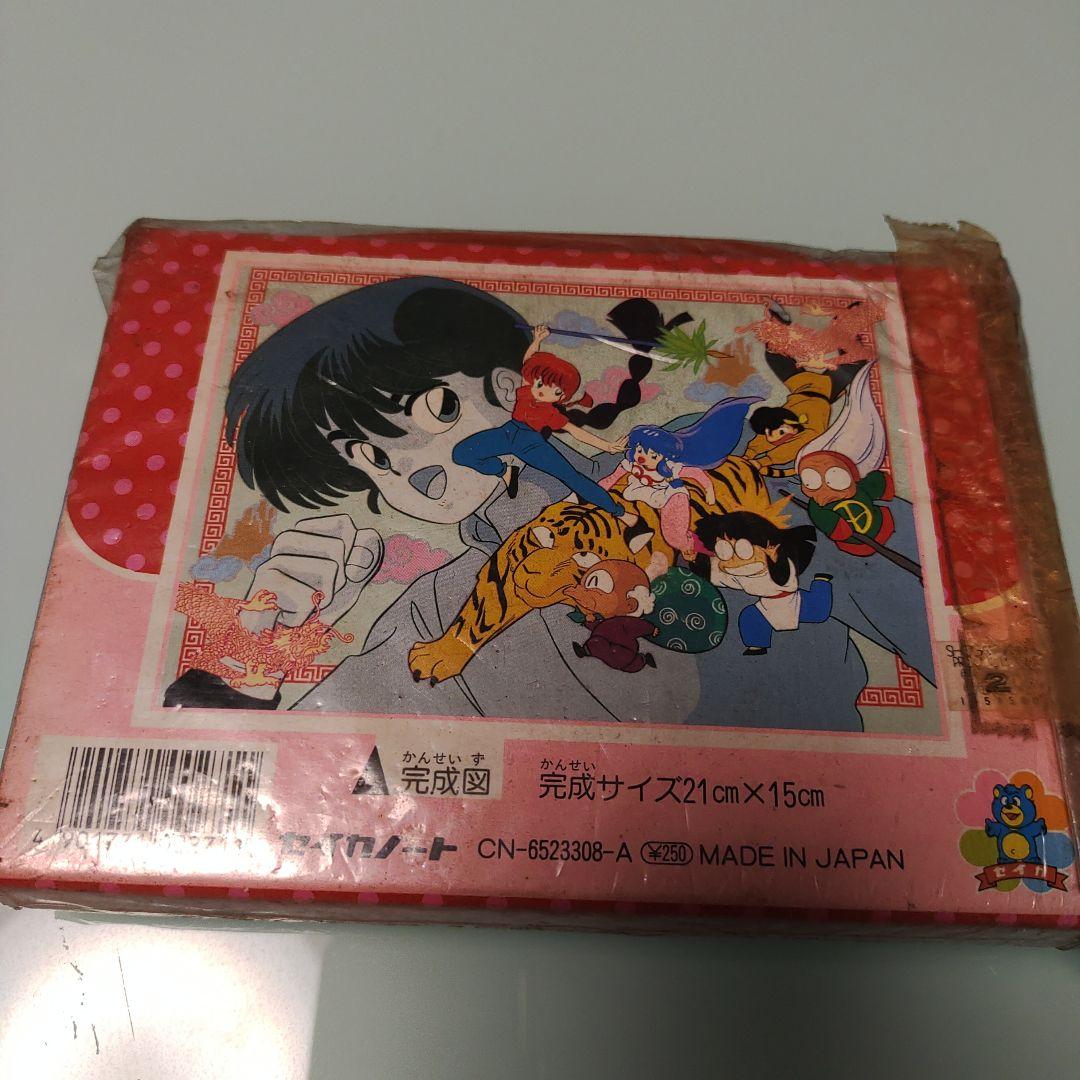 かんせい ず
A 完成図
かんせい
完成サイズ21cm×15cm
セイカノート CN-6523308-A ¥250 MADE IN JAPAN
セイカ
2